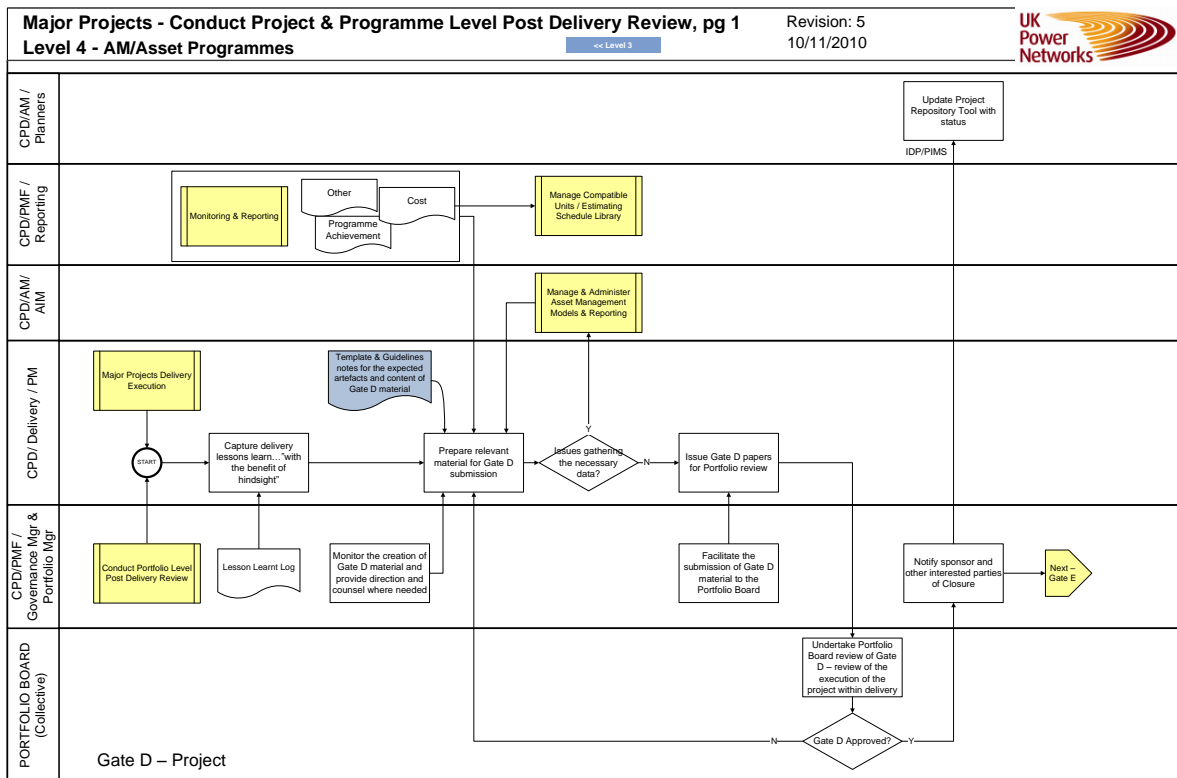 Major Projects - Conduct Project & Programme Level Post Delivery Review, pg 1
Level 4 - AM/Asset Programmes
<< Level 3
Revision: 5
10/11/2010
UK
Power
Networks
CPD/AM /
Planners
Update Project
Repository Tool with
status
IDP/PIMS
CPD/PMF /
Reporting
Monitoring & Reporting
Other
Cost
Programme
Achievement
Manage Compatible
Units / Estimating
Schedule Library
CPD/AM/
AIM
Manage & Administer
Asset Management
Models & Reporting
CPD/ Delivery / PM
Major Projects Delivery
Execution
Template & Guidelines
notes for the expected
artefacts and content of
Gate D material
START
Capture delivery
lessons learn…"with
the benefit of
hindsight"
Prepare relevant
material for Gate D
submission
Y
Issues gathering
the necessary
data?
N
Issue Gate D papers
for Portfolio review
CPD/PMF /
Governance Mgr &
Portfolio Mgr
Conduct Portfolio Level
Post Delivery Review
Lesson Learnt Log
Monitor the creation of
Gate D material and
provide direction and
counsel where needed
Facilitate the
submission of Gate D
material to the
Portfolio Board
Notify sponsor and
other interested parties
of Closure
Next –
Gate E
PORTFOLIO BOARD
(Collective)
Undertake Portfolio
Board review of Gate
D – review of the
execution of the
project within delivery
N
Gate D Approved?
Y
Gate D – Project